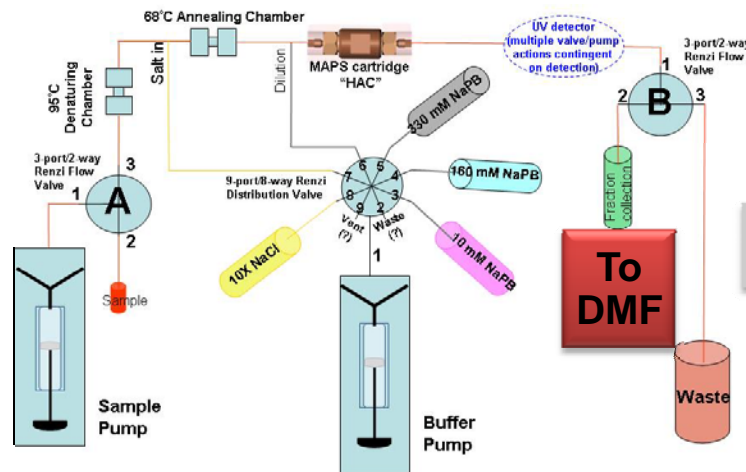 68°C Annealing Chamber
Salt in
Dilution
MAPS cartridge
"HAC"
UV detector
(multiple valve/pump
actions contingent
on detection)
3-port/2-way
Renzi Flow
Valve
1
2
3
B
95°C
Denaturing
Chamber
330 mM NaPB
3-port/2-way
Renzi Flow
Valve
3
1
A
2
9-port/8-way Renzi
Distribution Valve
6
5
7
4
8
3
9
2
Vent
(?)
Waste
(?)
1
160 mM NaPB
10 mM NaPB
10X NaCl
Fraction
collection
Sample
To
DMF
Waste
Sample
Pump
Buffer
Pump